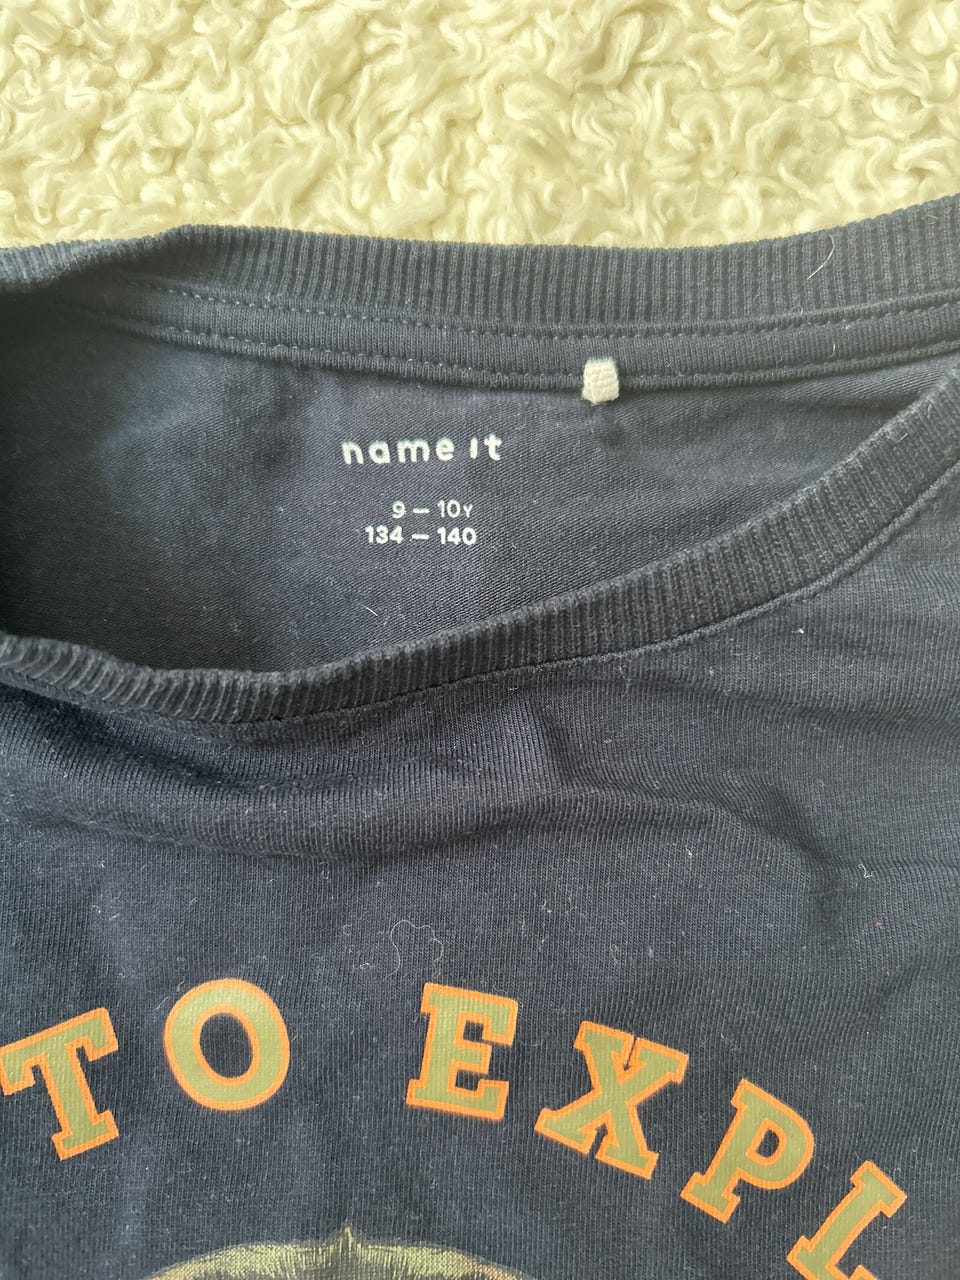 name it
9 – 10Y
134 – 140
TO EXPL